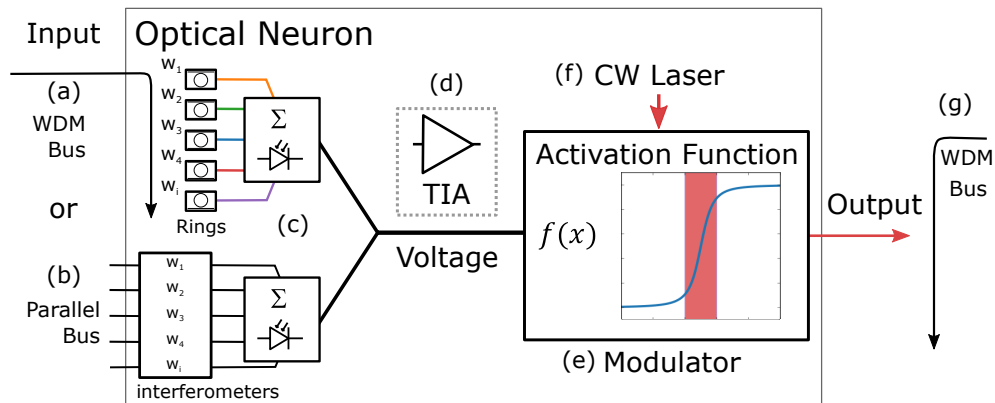 Input
Optical Neuron
(a)
WDM
Bus
or
w1
w2
w3
w4
wi
Rings
Σ
(c)
(b)
Parallel
Bus
w1
w2
w3
w4
wi
interferometers
Σ
(d)
TIA
Voltage
(f) CW Laser
Activation Function
f(x)
(e) Modulator
Output
(g)
WDM
Bus